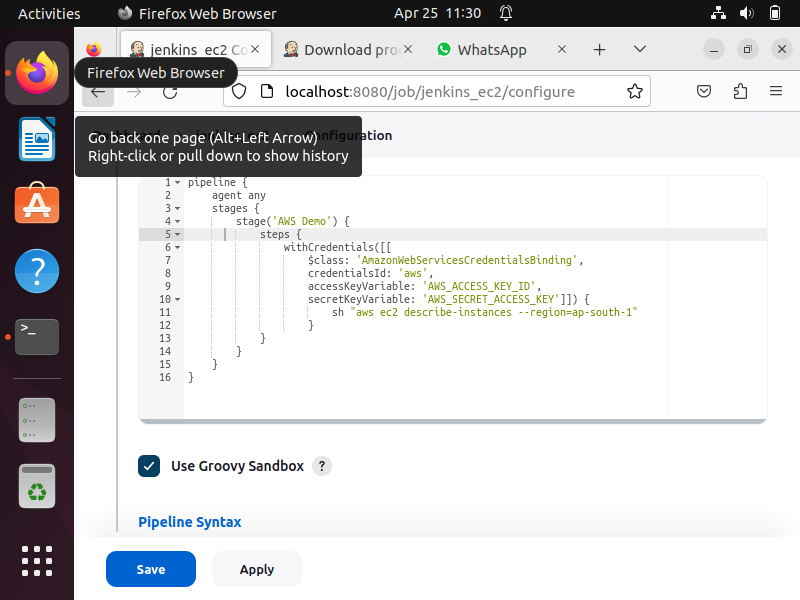 Activities
Firefox Web Browser
Apr 25 11:30
jenkins_ec2 Co
Download pro
WhatsApp
Firefox Web Browser
localhost:8080/job/jenkins_ec2/configure
Configuration
Go back one page (Alt+Left Arrow)
Right-click or pull down to show history
1 pipeline {
2 agent any
3 stages {
4 stage('AWS Demo') {
5 steps {
6 withCredentials([[
7 $class: 'AmazonWebServicesCredentialsBinding',
8 credentialsId: 'aws',
9 accessKeyVariable: 'AWS_ACCESS_KEY_ID',
10 secretKeyVariable: 'AWS_SECRET_ACCESS_KEY']]) {
11 sh "aws ec2 describe-instances --region=ap-south-1"
12 }
13 }
14 }
15 }
16 }
Use Groovy Sandbox ?
Pipeline Syntax
Save
Apply